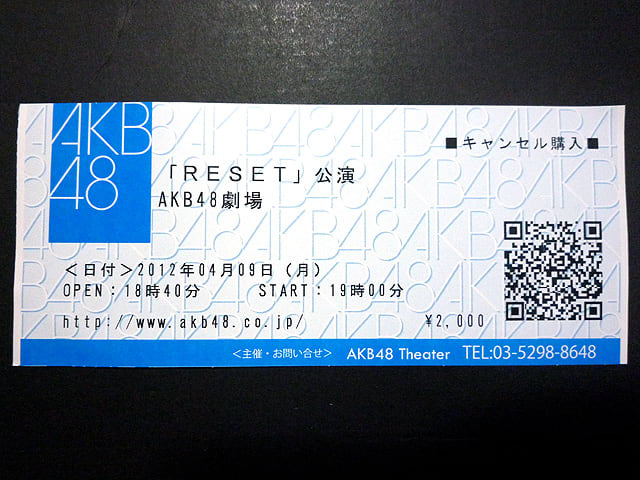 AKB
48
■キャンセル購入■
「RESET」公演
AKB48劇場
<日付>2012年04月09日(月)
OPEN:18時40分 START:19時00分
http://www.akb48.co.jp/ ¥2,000
<主催・お問い合せ> AKB48 Theater TEL:03-5298-8648